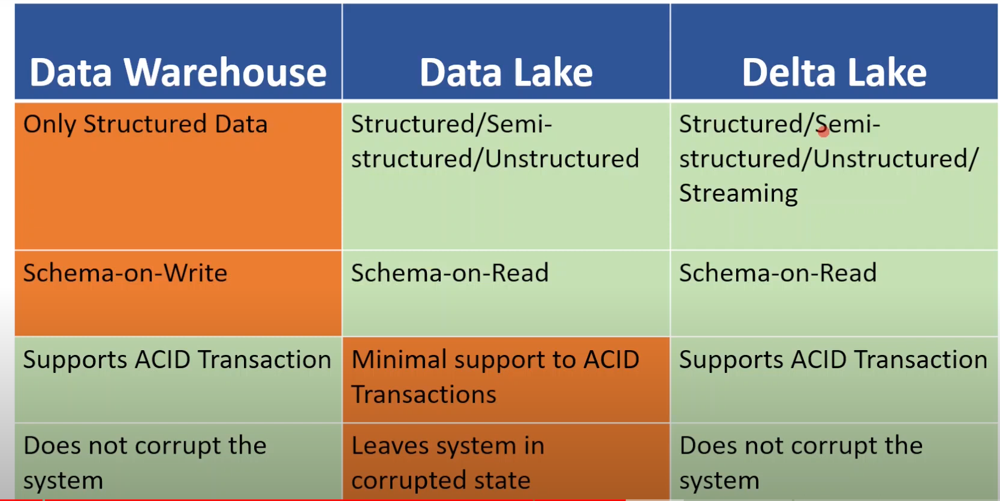 Data Warehouse
Data Lake
Delta Lake
Only Structured Data
Structured/Semi-
structured/Unstructured
Structured/Semi-
structured/Unstructured/
Streaming
Schema-on-Write
Schema-on-Read
Schema-on-Read
Supports ACID Transaction
Minimal support to ACID
Transactions
Supports ACID Transaction
Does not corrupt the
system
Leaves system in
corrupted state
Does not corrupt the
system